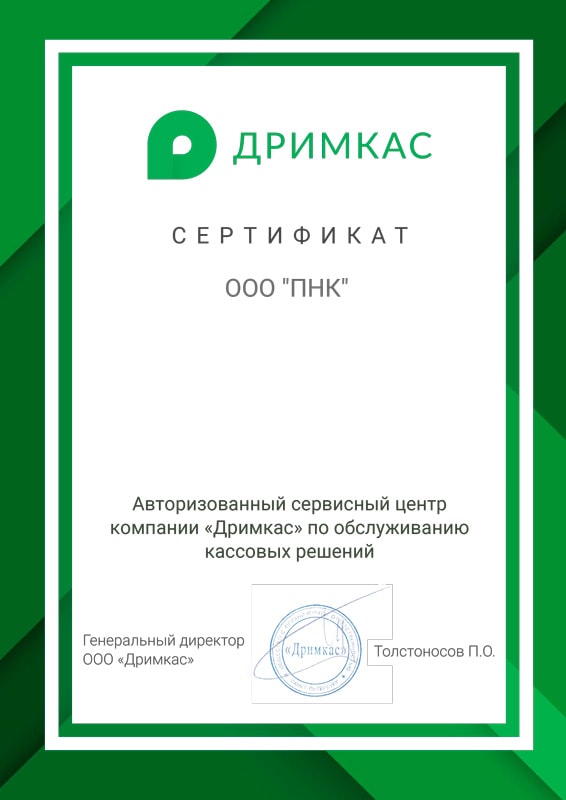 ДРИМКАС
СЕРТИФИКАТ
ООО "ПНК"
Авторизованный сервисный центр
компании «Дримкас» по обслуживанию
кассовых решений
Генеральный директор
ООО «Дримкас»
«Дримкас»
Толстоносов П.О.